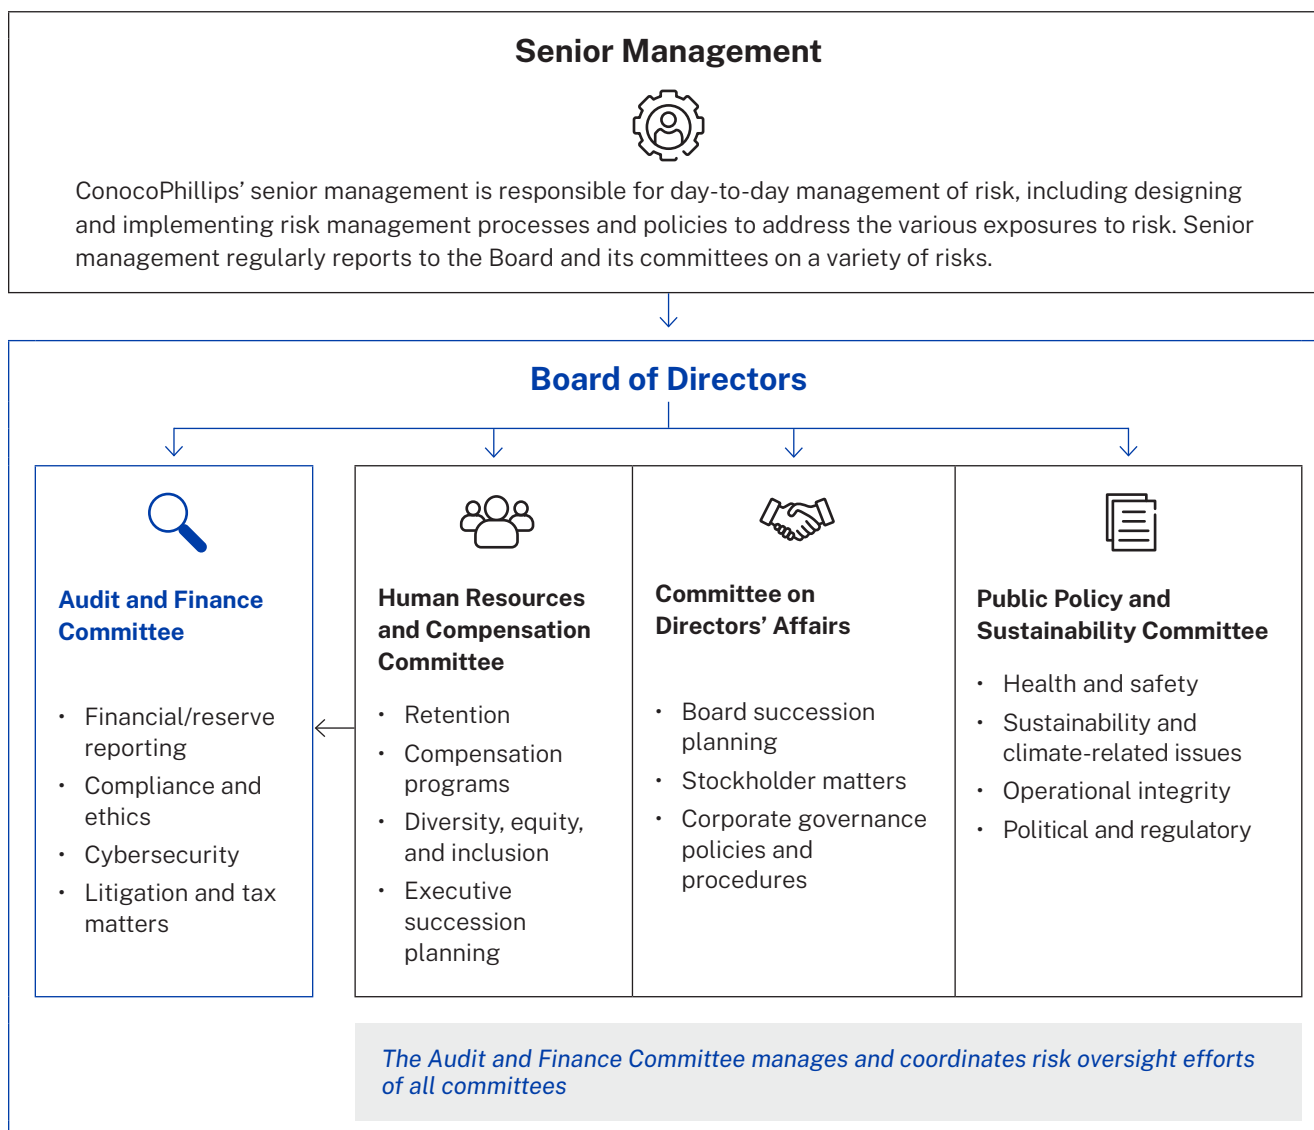 Senior Management
ConocoPhillips’ senior management is responsible for day-to-day management of risk, including designing
and implementing risk management processes and policies to address the various exposures to risk. Senior
management regularly reports to the Board and its committees on a variety of risks.
Board of Directors
Audit and Finance
Committee
• Financial/reserve
reporting
• Compliance and
ethics
• Cybersecurity
• Litigation and tax
matters
Human Resources
and Compensation
Committee
• Retention
• Compensation
programs
• Diversity, equity,
and inclusion
• Executive
succession
planning
Committee on
Directors’ Affairs
• Board succession
planning
• Stockholder matters
• Corporate governance
policies and
procedures
Public Policy and
Sustainability Committee
• Health and safety
• Sustainability and
climate-related issues
• Operational integrity
• Political and regulatory
The Audit and Finance Committee manages and coordinates risk oversight efforts
of all committees